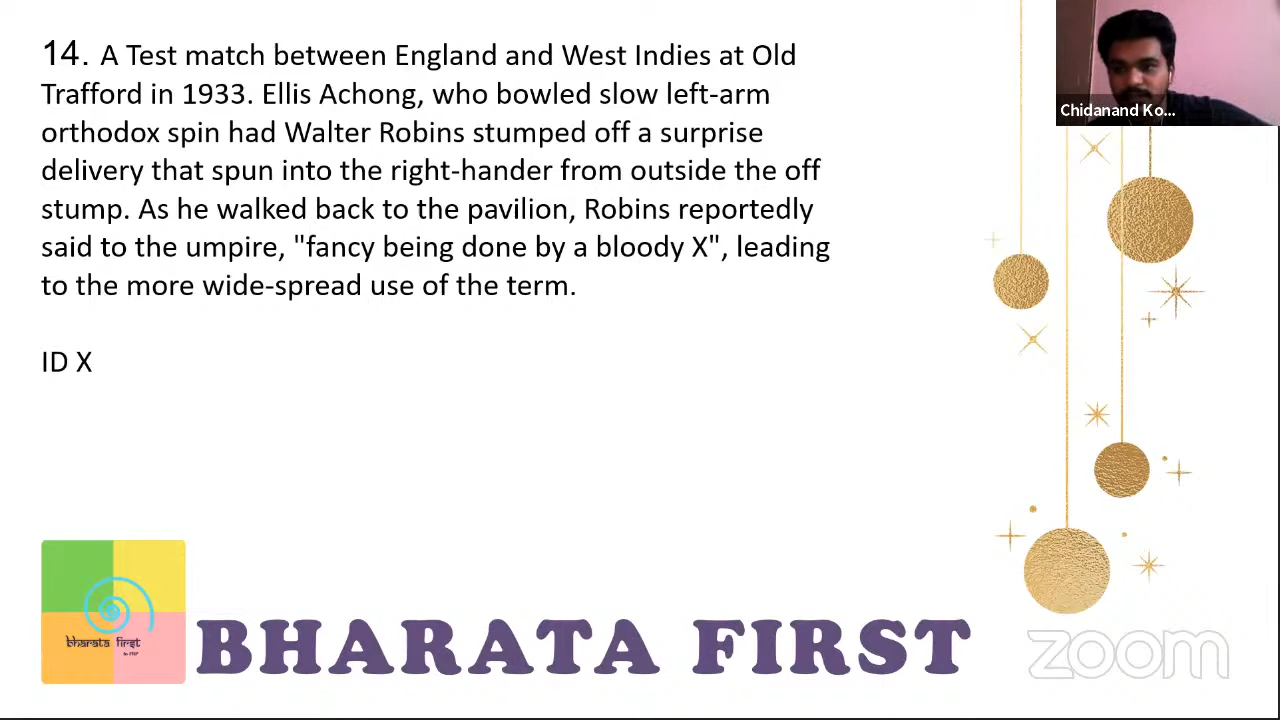 14. A Test match between England and West Indies at Old
Trafford in 1933. Ellis Achong, who bowled slow left-arm
orthodox spin had Walter Robins stumped off a surprise
delivery that spun into the right-hander from outside the off
stump. As he walked back to the pavilion, Robins reportedly
said to the umpire, "fancy being done by a bloody X", leading
to the more wide-spread use of the term.
ID X
Chidanand Ko...
bharata first
BHARATA FIRST
zoom